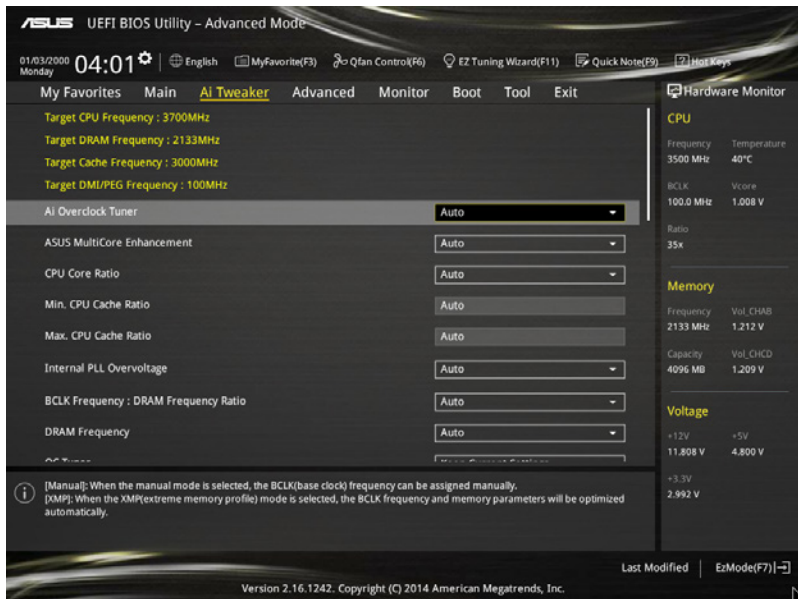 ASUS UEFI BIOS Utility – Advanced Mode
01/03/2000
Monday
04:01
English
MyFavorite(F3)
Qfan Control(F6)
EZ Tuning Wizard(F11)
Quick Note(F9)
Hot Keys
My Favorites Main Ai Tweaker Advanced Monitor Boot Tool Exit
Target CPU Frequency : 3700MHz
Target DRAM Frequency : 2133MHz
Target Cache Frequency : 3000MHz
Target DMI/PEG Frequency : 100MHz
Ai Overclock Tuner Auto
ASUS MultiCore Enhancement Auto
CPU Core Ratio Auto
Min. CPU Cache Ratio Auto
Max. CPU Cache Ratio Auto
Internal PLL Overvoltage Auto
BCLK Frequency : DRAM Frequency Ratio Auto
DRAM Frequency Auto
[Manual]: When the manual mode is selected, the BCLK(base clock) frequency can be assigned manually.
[XMP]: When the XMP(extreme memory profile) mode is selected, the BCLK frequency and memory parameters will be optimized
automatically.
Hardware Monitor
CPU
Frequency Temperature
3500 MHz 40°C
BCLK Vcore
100.0 MHz 1.008 V
Ratio
35x
Memory
Frequency Vol_CHAB
2133 MHz 1.212 V
Capacity Vol_CHCD
4096 MB 1.209 V
Voltage
+12V +5V
11.808 V 4.800 V
+3.3V
2.992 V
Last Modified
EzMode(F7)
Version 2.16.1242. Copyright (C) 2014 American Megatrends, Inc.